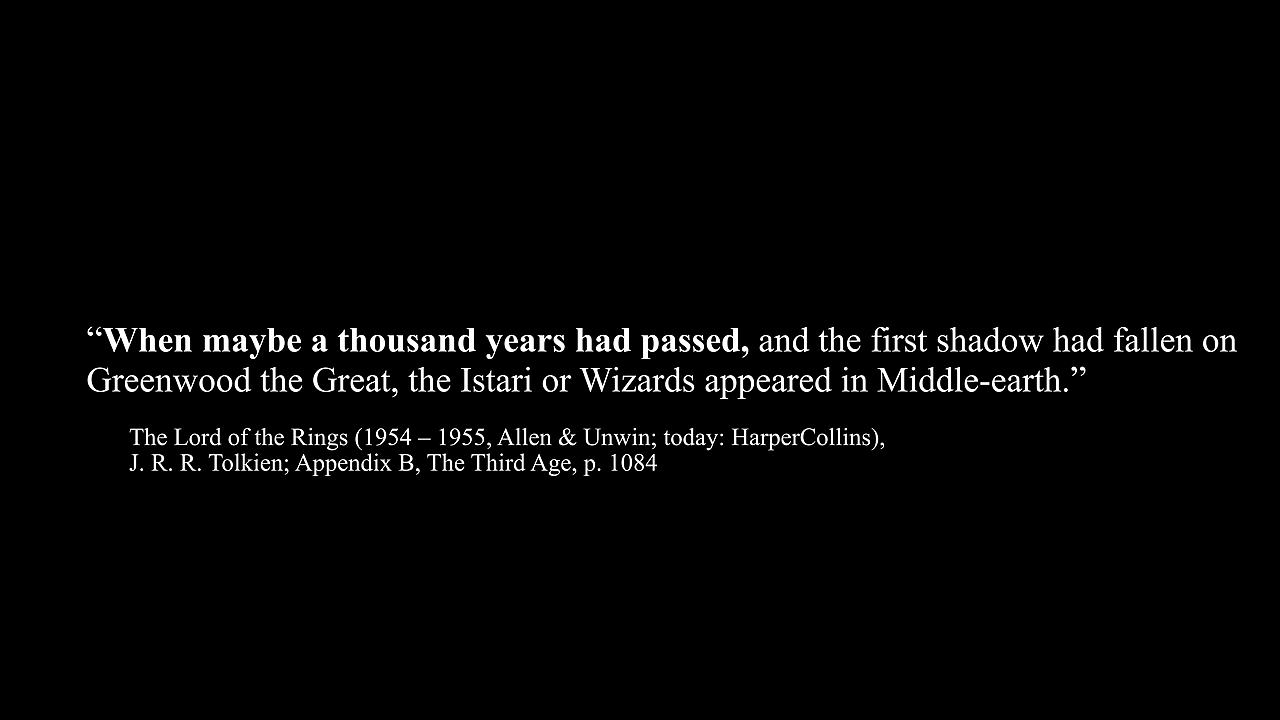 “When maybe a thousand years had passed, and the first shadow had fallen on
Greenwood the Great, the Istari or Wizards appeared in Middle-earth.”
The Lord of the Rings (1954 – 1955, Allen & Unwin; today: HarperCollins),
J. R. R. Tolkien; Appendix B, The Third Age, p. 1084